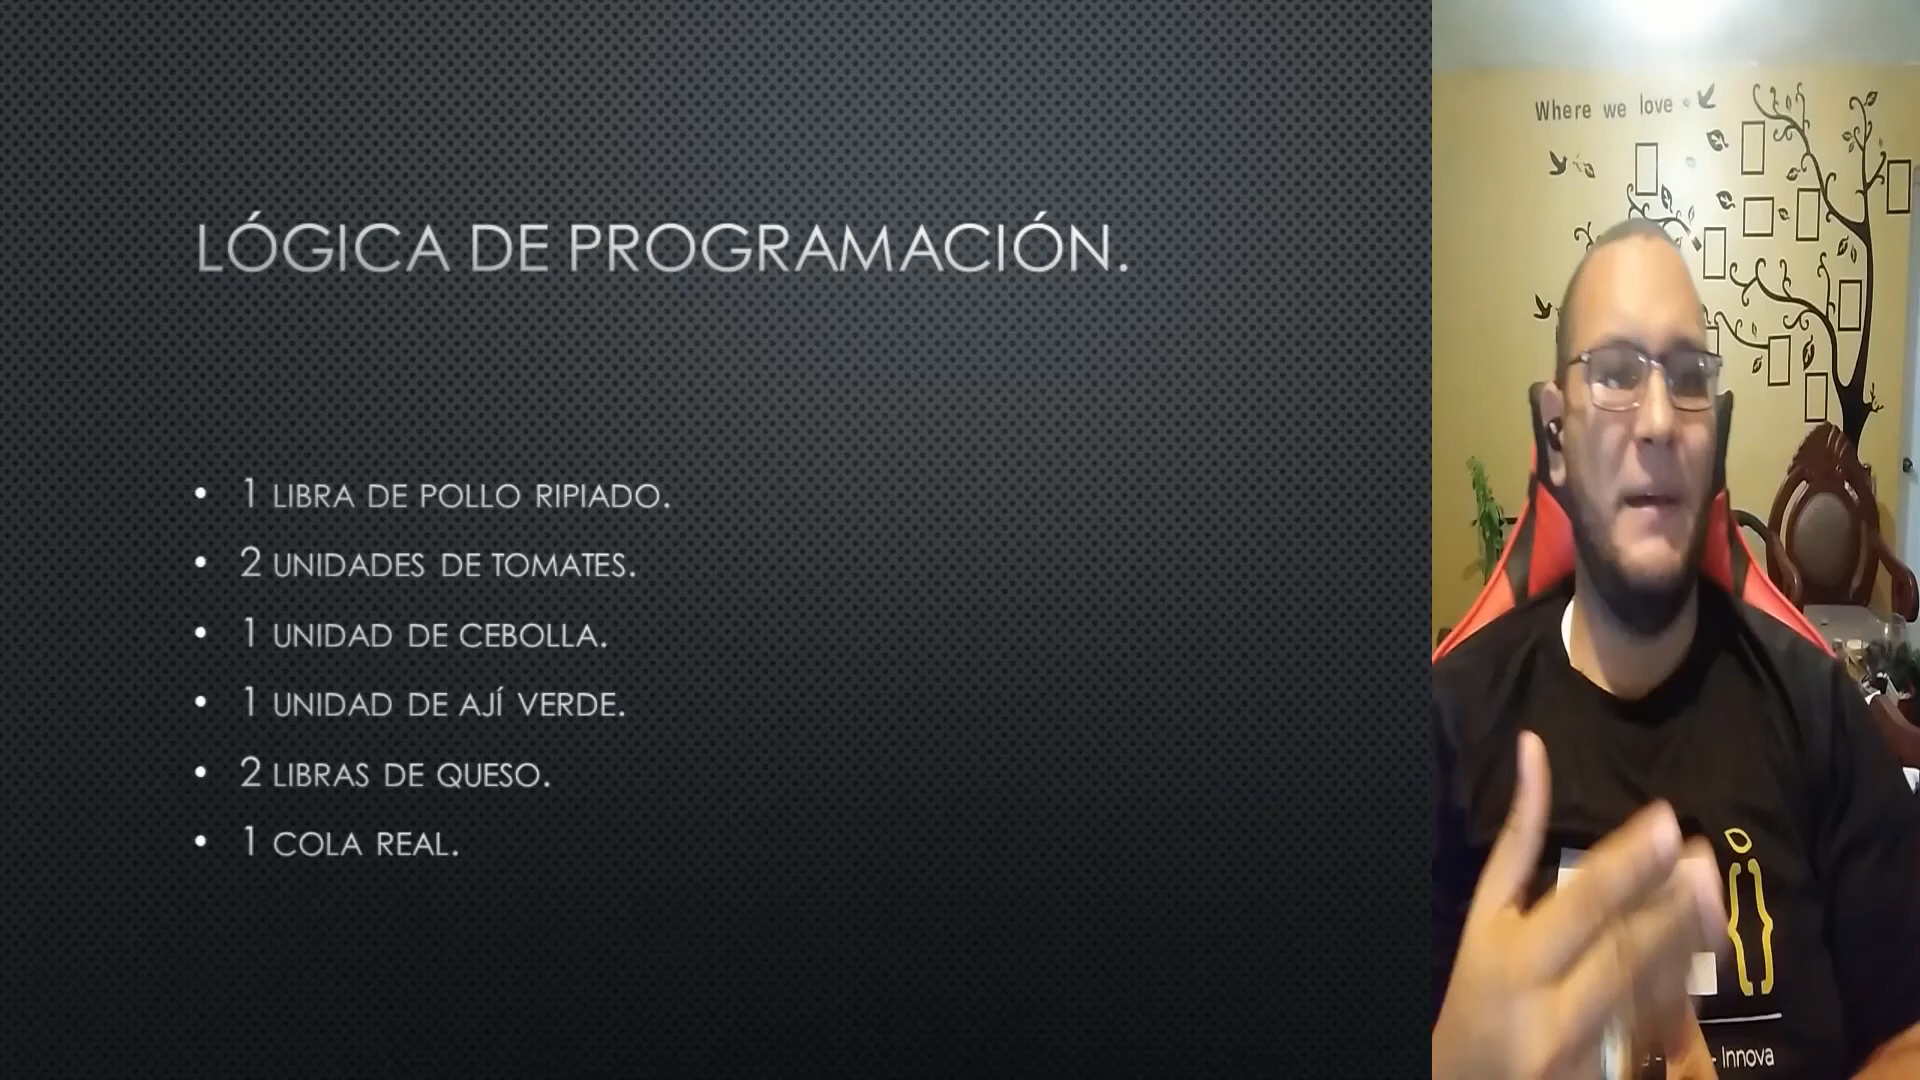 LÓGICA DE PROGRAMACIÓN.
• 1 LIBRA DE POLLO RIPIADO.
• 2 UNIDADES DE TOMATES.
• 1 UNIDAD DE CEBOLLA.
• 1 UNIDAD DE AJÍ VERDE.
• 2 LIBRAS DE QUESO.
• 1 COLA REAL.
Where we love
- Innova